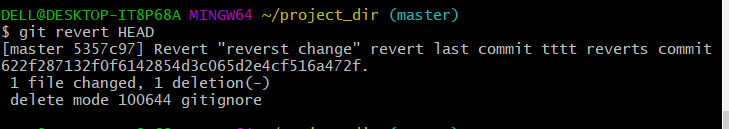 DELL@DESKTOP-IT8P68A MINGW64 ~/project_dir (master)
$ git revert HEAD
[master 5357c97] Revert "reverst change" revert last commit tttt reverts commit
622f287132f0f6142854d3c065d2e4cf516a472f.
 1 file changed, 1 deletion(-)
 delete mode 100644 gitignore